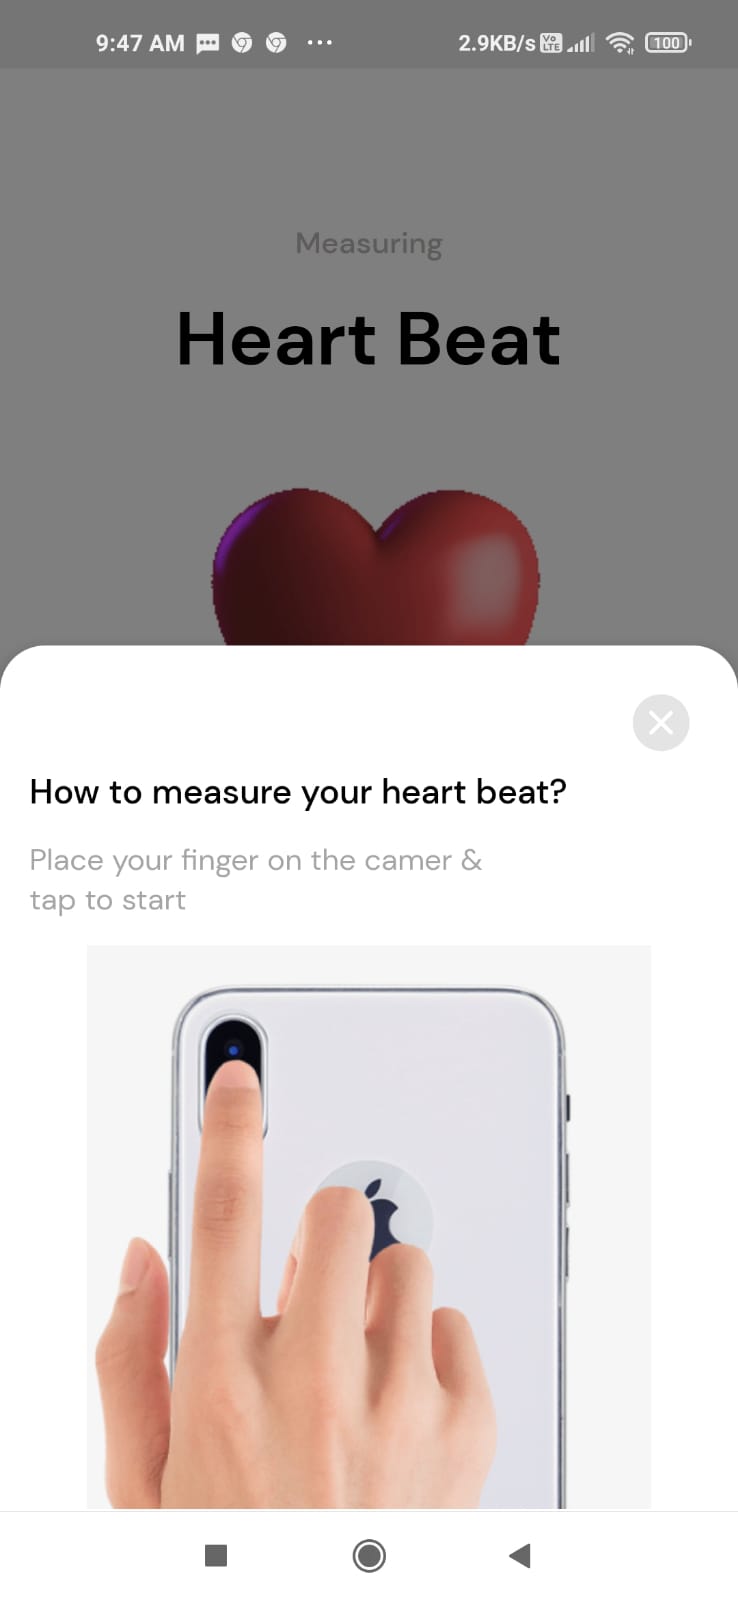 9:47 AM 2.9KB/s Vo LTE 100
Measuring
Heart Beat
How to measure your heart beat?
Place your finger on the camer &
tap to start